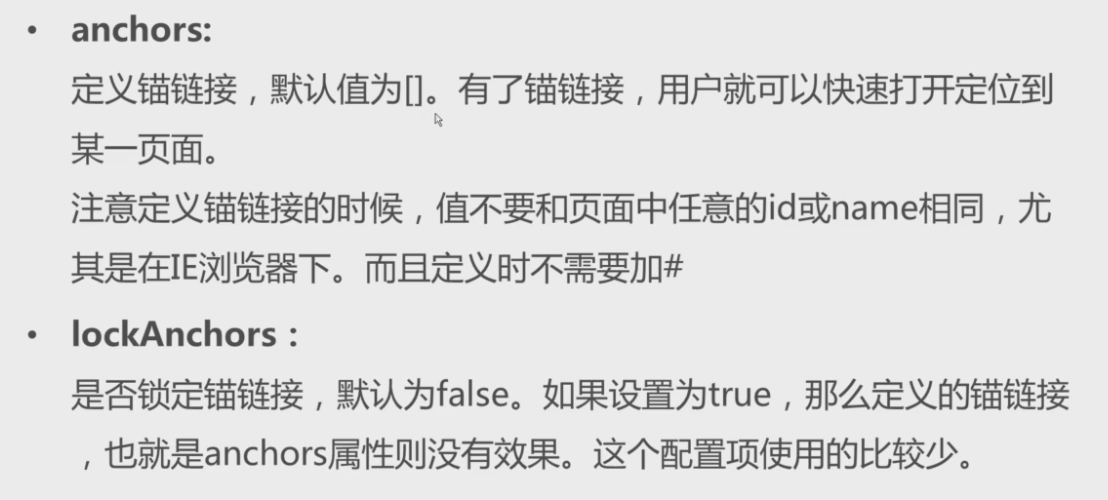 • anchors:
定义锚链接，默认值为[]。有了锚链接，用户就可以快速打开定位到
某一页面。
注意定义锚链接的时候，值不要和页面中任意的id或name相同，尤
其是在IE浏览器下。而且定义时不需要加#
• lockAnchors：
是否锁定锚链接，默认为false。如果设置为true，那么定义的锚链接
，也就是anchors属性则没有效果。这个配置项使用的比较少。